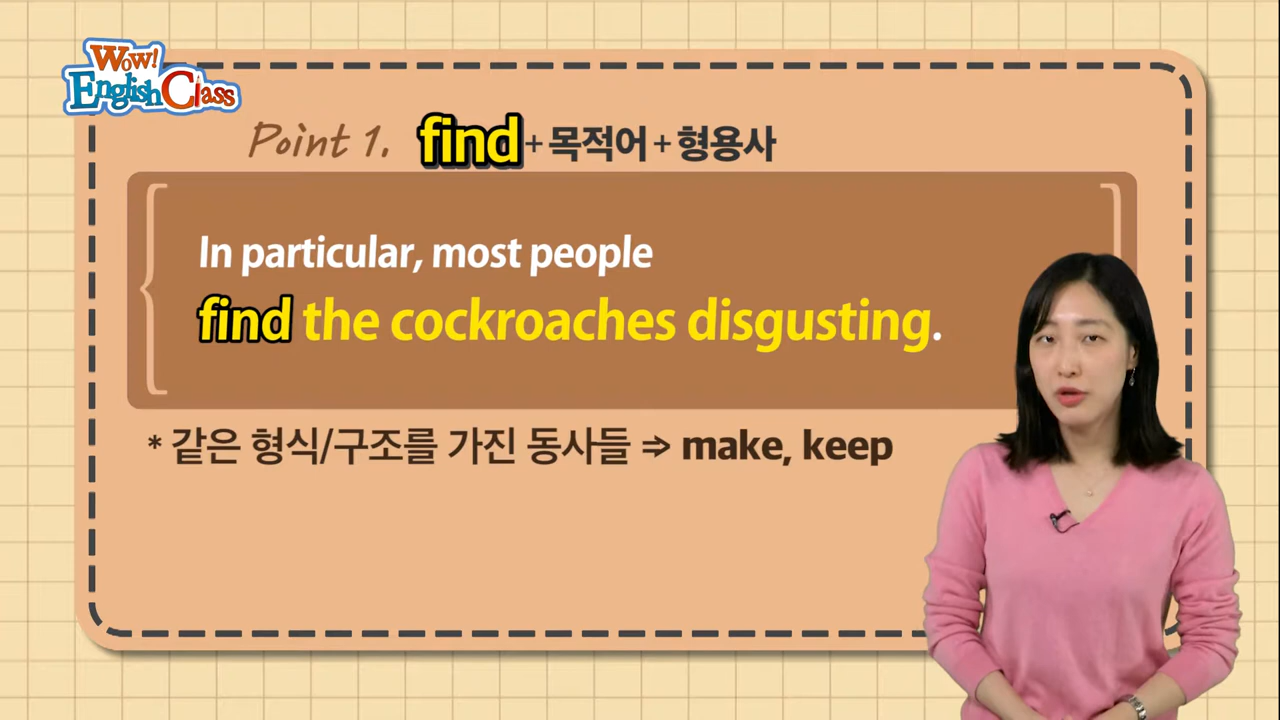 Wow!
English Class
Point 1. find + 목적어 + 형용사
In particular, most people
find the cockroaches disgusting.
* 같은 형식/구조를 가진 동사들 ⇒ make, keep